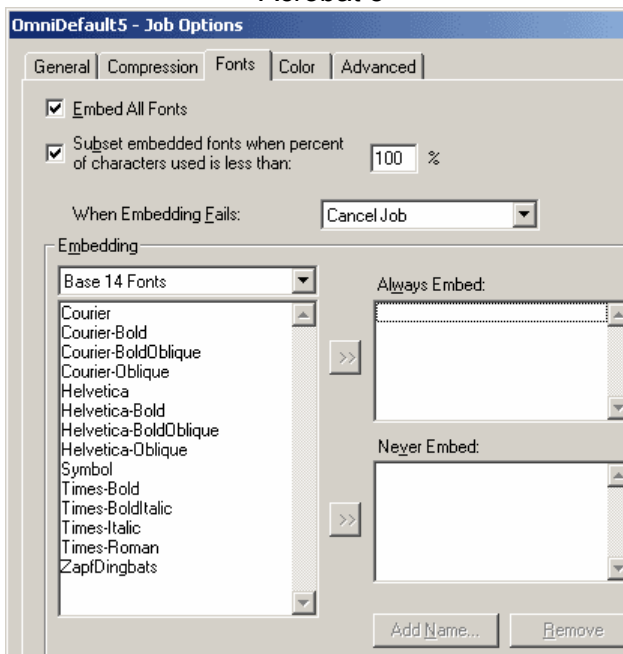 OmniDefault5 - Job Options
General Compression Fonts Color Advanced
Embed All Fonts
Subset embedded fonts when percent
of characters used is less than: 100 %
When Embedding Fails: Cancel Job
Embedding
Base 14 Fonts
Always Embed:
Courier
Courier-Bold
Courier-BoldOblique
Courier-Oblique
>>
Helvetica
Helvetica-Bold
Helvetica-BoldOblique
Helvetica-Oblique
Never Embed:
Symbol
Times-Bold
Times-BoldItalic
Times-Italic
>>
Times-Roman
ZapfDingbats
Add Name... Remove